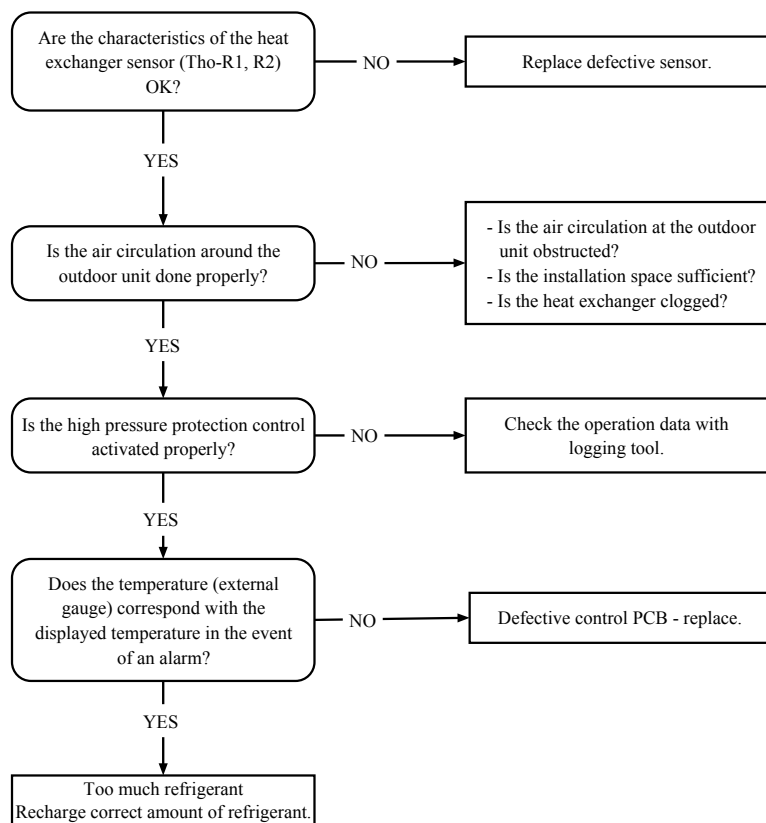 Are the characteristics of the heat
exchanger sensor (Tho-R1, R2)
OK?
NO
Replace defective sensor.
YES
Is the air circulation around the
outdoor unit done properly?
NO
- Is the air circulation at the outdoor
unit obstructed?
- Is the installation space sufficient?
- Is the heat exchanger clogged?
YES
Is the high pressure protection control
activated properly?
NO
Check the operation data with
logging tool.
YES
Does the temperature (external
gauge) correspond with the
displayed temperature in the event
of an alarm?
NO
Defective control PCB - replace.
YES
Too much refrigerant
Recharge correct amount of refrigerant.